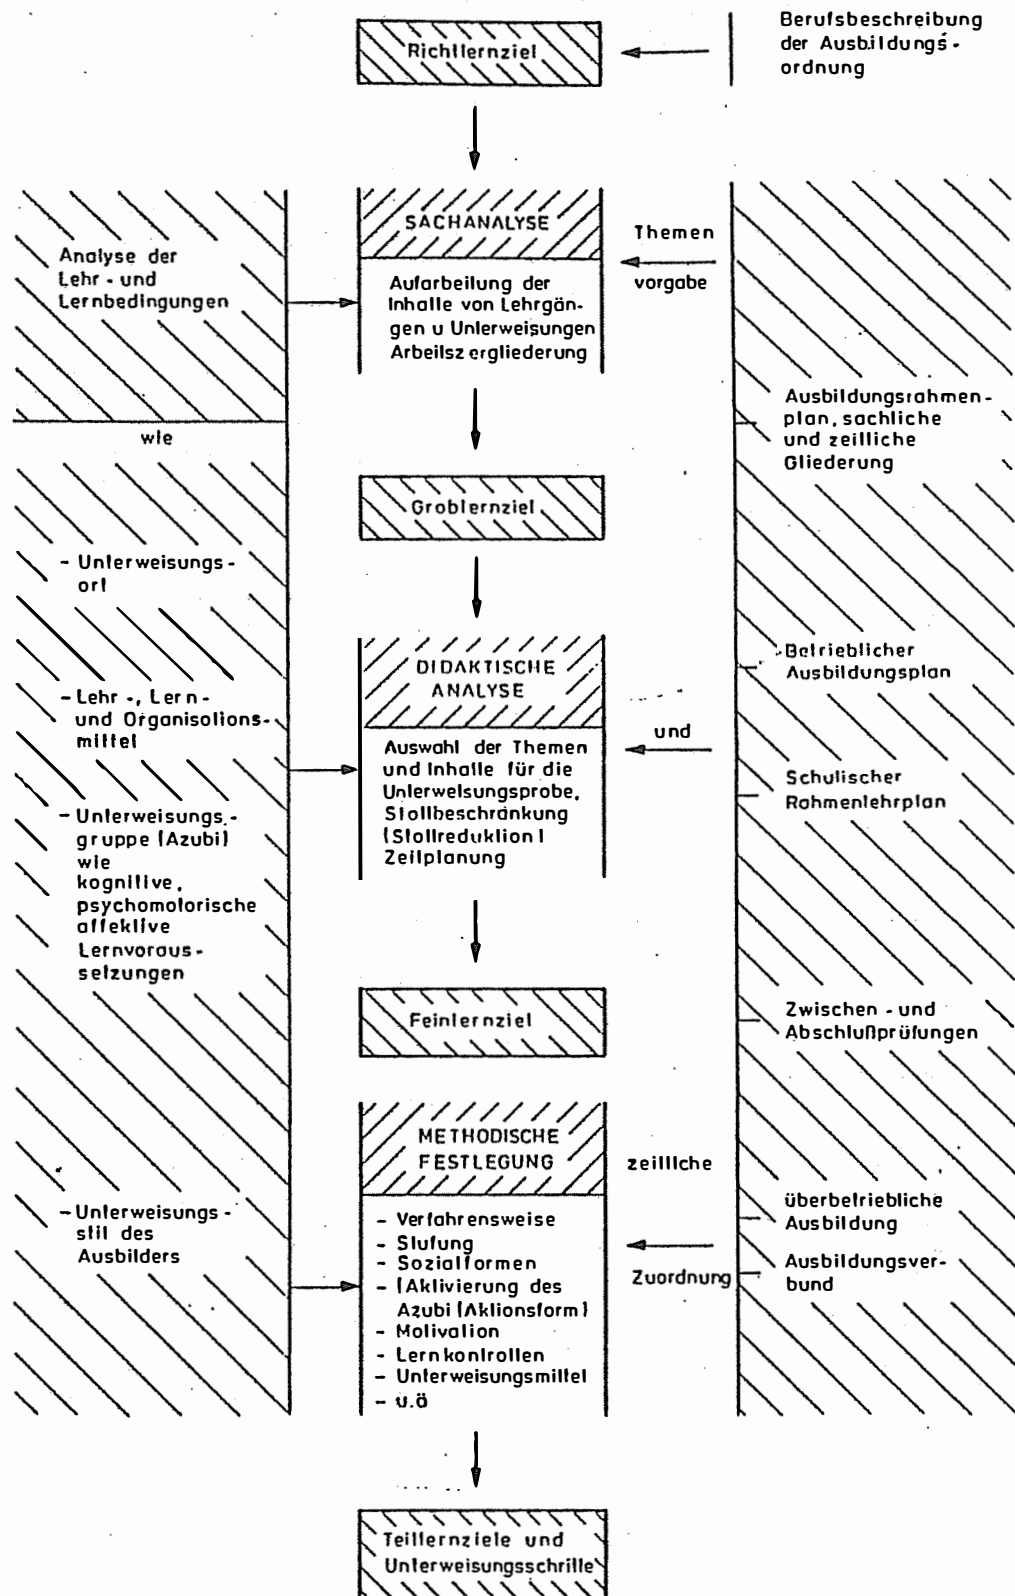 Richtlernziel
Berufsbeschreibung
der Ausbildungs-
ordnung
SACHANALYSE
Aufarbeitung der
Inhalte von Lehrgän-
gen u Unterweisungen
Arbeitszergliederung
Themen
vorgabe
Analyse der
Lehr- und
Lernbedingungen
wie
- Unterweisungs-
ort
- Lehr-, Lern-
und Organisations-
mittel
- Unterweisungs-
gruppe (Azubi)
wie
kognitive,
psychomotorische
affektive
Lernvoraus-
setzungen
- Unterweisungs-
stil des
Ausbilders
Groblernziel
DIDAKTISCHE
ANALYSE
Auswahl der Themen
und Inhalte für die
Unterweisungsprobe,
Stoffbeschränkung
(Stoffreduktion)
Zeitplanung
und
Feinlernziel
METHODISCHE
FESTLEGUNG
- Verfahrensweise
- Stufung
- Sozialformen
- (Aktivierung des
Azubi (Aktionsform)
- Motivation
- Lernkontrollen
- Unterweisungsmittel
- u.ä
zeitliche
Zuordnung
Ausbildungsrahmen-
plan, sachliche
und zeitliche
Gliederung
Betrieblicher
Ausbildungsplan
Schulischer
Rahmenlehrplan
Zwischen- und
Abschlußprüfungen
überbetriebliche
Ausbildung
Ausbildungsver-
bund
Teillernziele und
Unterweisungsschritte